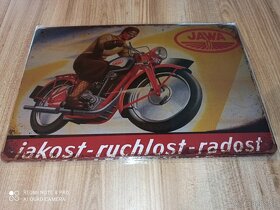 JAWA
jakost-rychlost-radost
REDMI NOTE 8 PRO
AI QUAD CAMERA